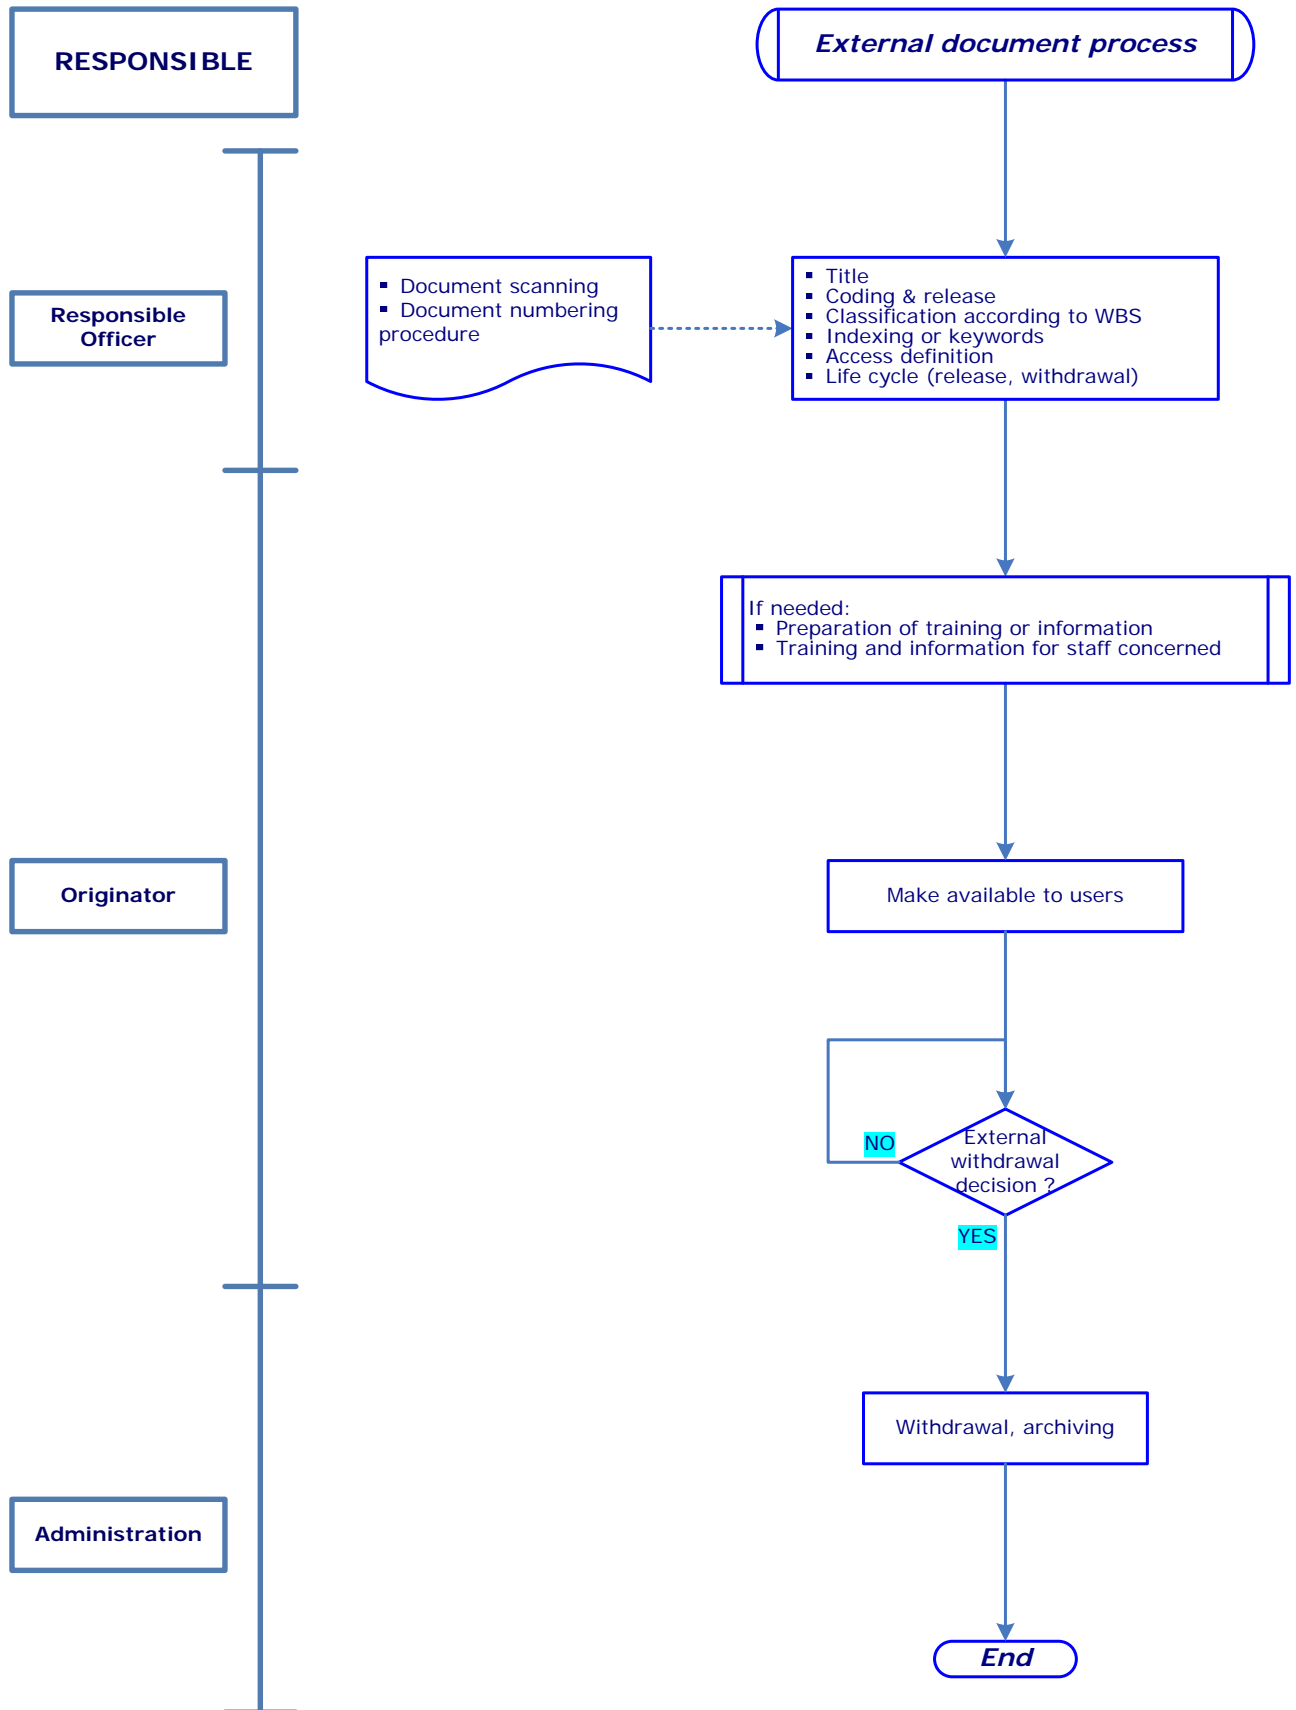 RESPONSIBLE
External document process
Responsible
Officer
▪ Document scanning
▪ Document numbering
procedure
▪ Title
▪ Coding & release
▪ Classification according to WBS
▪ Indexing or keywords
▪ Access definition
▪ Life cycle (release, withdrawal)
If needed:
▪ Preparation of training or information
▪ Training and information for staff concerned
Originator
Make available to users
NO
External
withdrawal
decision ?
YES
Withdrawal, archiving
Administration
End